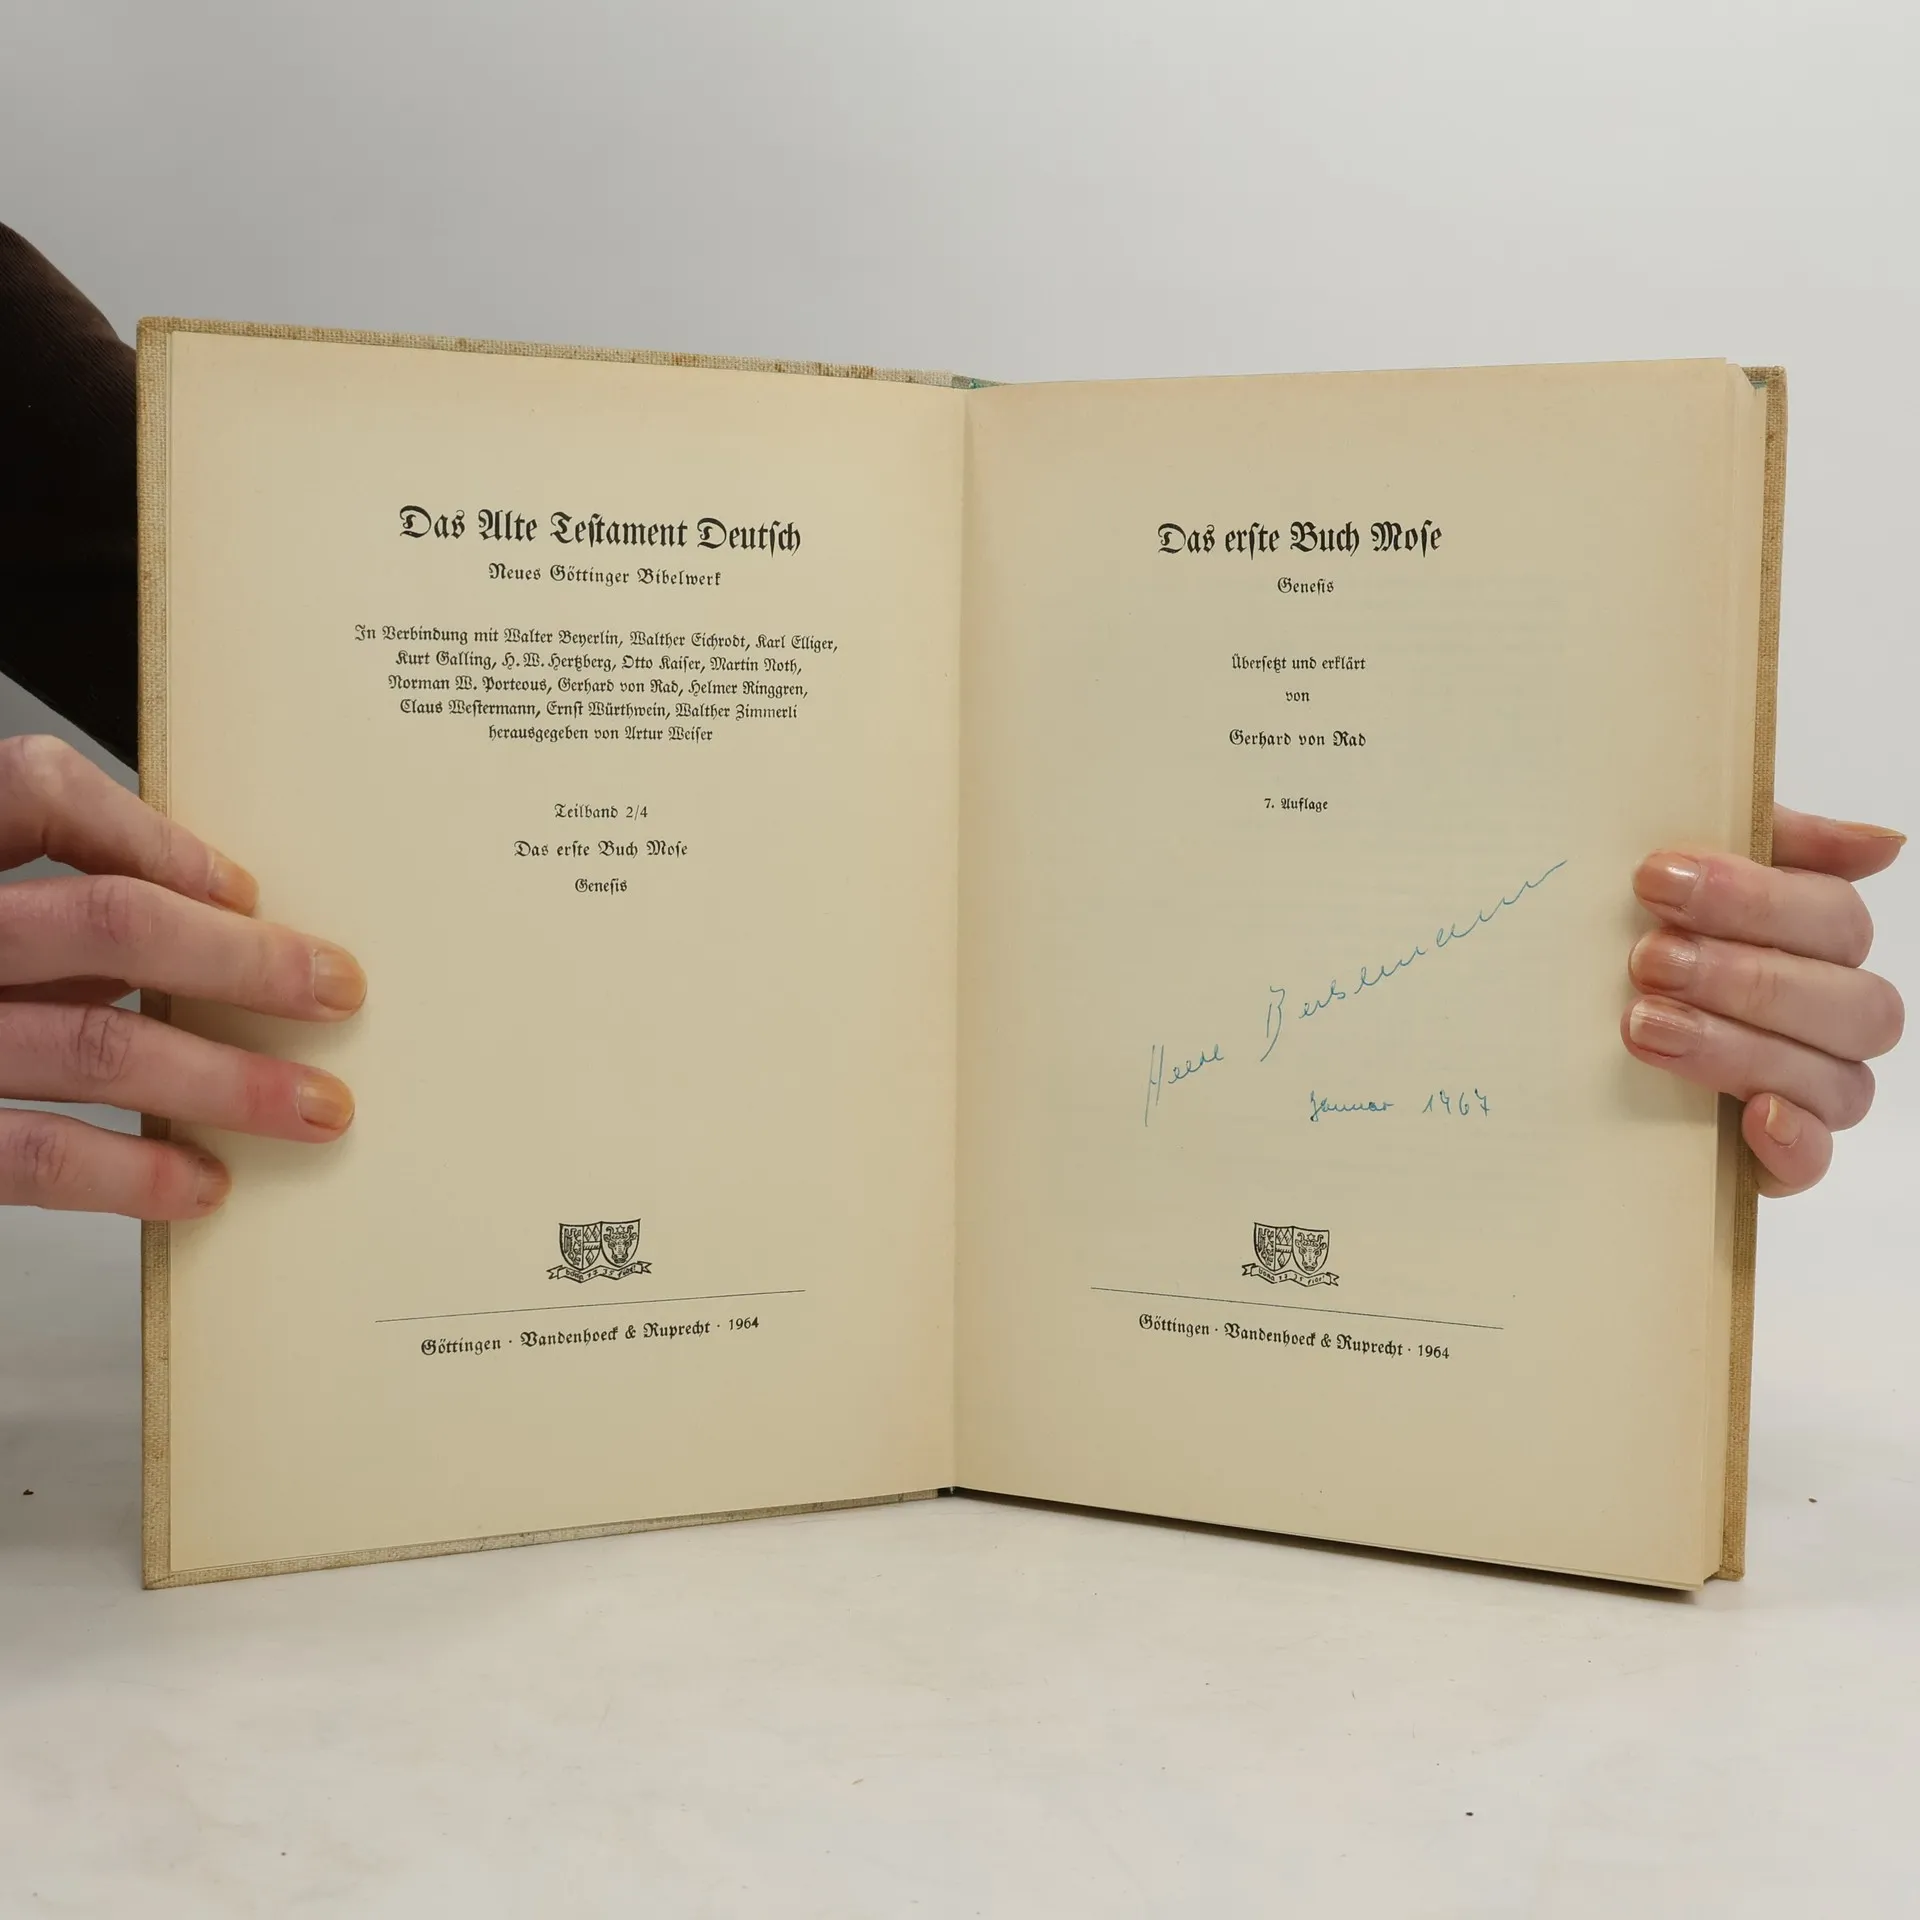 Das Alte Testament Deutsch
Neues Göttinger Bibelwerk
In Verbindung mit Walter Beyerlin, Walther Eichrodt, Karl Elliger,
Kurt Galling, H. W. Hertzberg, Otto Kaiser, Martin Noth,
Norman W. Porteous, Gerhard von Rad, Helmer Ringgren,
Claus Westermann, Ernst Würthwein, Walther Zimmerli
herausgegeben von Artur Weiser
Teilband 2/4
Das erste Buch Mose
Genesis
Göttingen · Vandenhoeck & Ruprecht · 1964
Das erste Buch Mose
Genesis
Übersetzt und erklärt
von
Gerhard von Rad
7. Auflage
Januar 1967
Göttingen · Vandenhoeck & Ruprecht · 1964